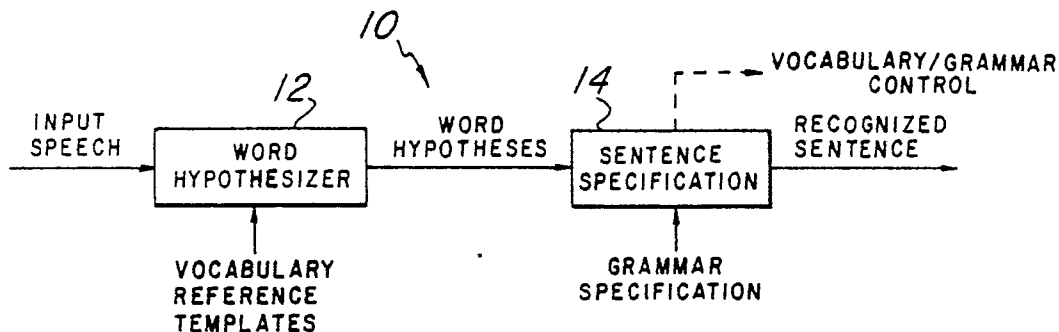 10
12
14
VOCABULARY/GRAMMAR
CONTROL
INPUT
SPEECH
WORD
HYPOTHESIZER
WORD
HYPOTHESES
SENTENCE
SPECIFICATION
RECOGNIZED
SENTENCE
VOCABULARY
REFERENCE
TEMPLATES
GRAMMAR
SPECIFICATION